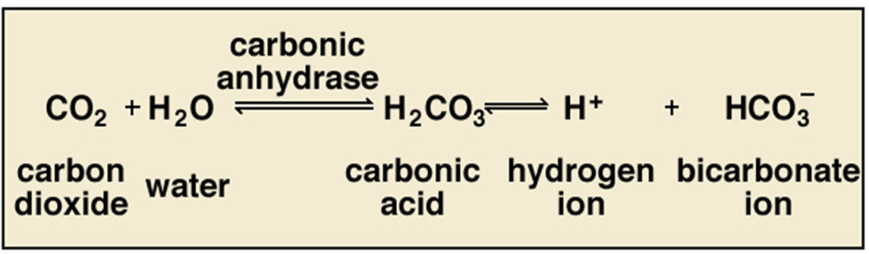 carbonic
anhydrase
CO₂ + H₂O ⇌ H₂CO₃ ⇌ H⁺ + HCO₃⁻
carbon dioxide water carbonic acid hydrogen ion bicarbonate ion